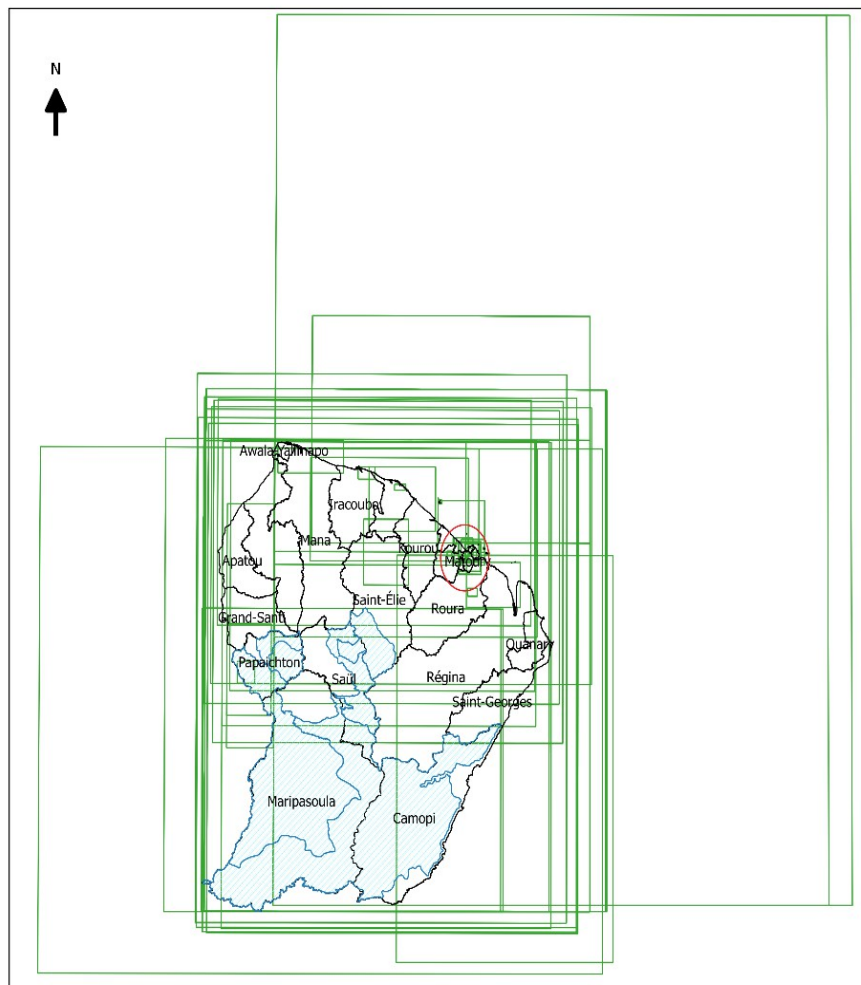 N
Awala-Yalimapo
Iracouba
Mana
Kourou
Apatou
Matoury
Saint-Élie
Roura
Grand-Santi
Ouanary
Papaichton
Saül
Régina
Saint-Georges
Maripasoula
Camopi